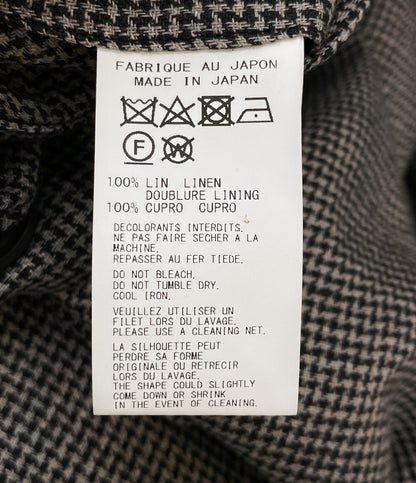 FABRIQUE AU JAPON
MADE IN JAPAN
F W
100% LIN LINEN
DOUBLURE LINING
100% CUPRO CUPRO
DECOLORANTS INTERDITS.
NE PAS FAIRE SECHER A LA
MACHINE.
REPASSER AU FER TIEDE.
DO NOT BLEACH.
DO NOT TUMBLE DRY.
COOL IRON.
VEUILLEZ UTILISER UN
FILET LORS DU LAVAGE.
PLEASE USE A CLEANING NET.
LA SILHOUETTE PEUT
PERDRE SA FORME
ORIGINALE OU RETRECIR
LORS DU LAVAGE.
THE SHAPE COULD SLIGHTLY
COME DOWN OR SHRINK
IN THE EVENT OF CLEANING.